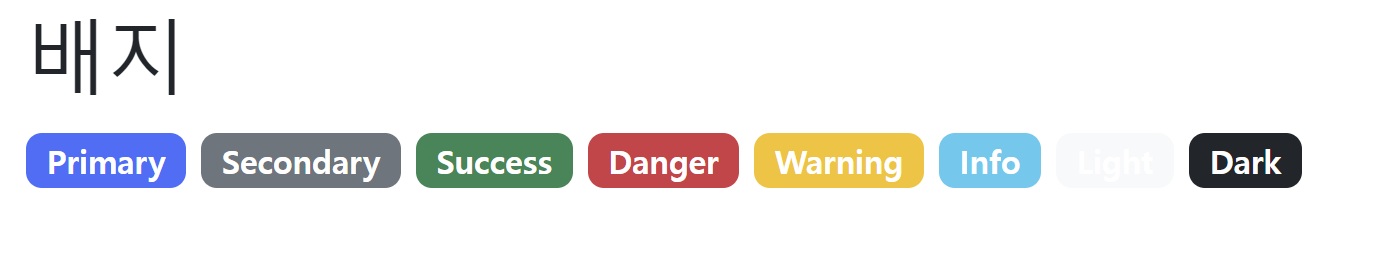 배지
Primary Secondary Success Danger Warning Info Light Dark